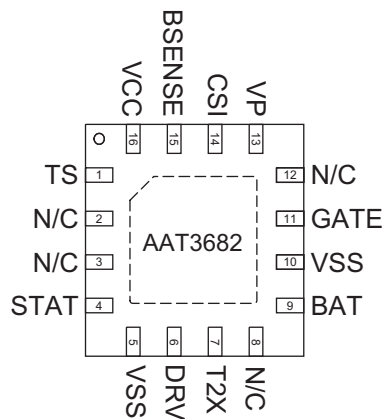 VCC
BSENSE
CSI
VP
16
15
14
13
TS 1
12 N/C
N/C 2
11 GATE
AAT3682
N/C 3
10 VSS
STAT 4
9 BAT
5
6
7
8
VSS
DRV
T2X
N/C